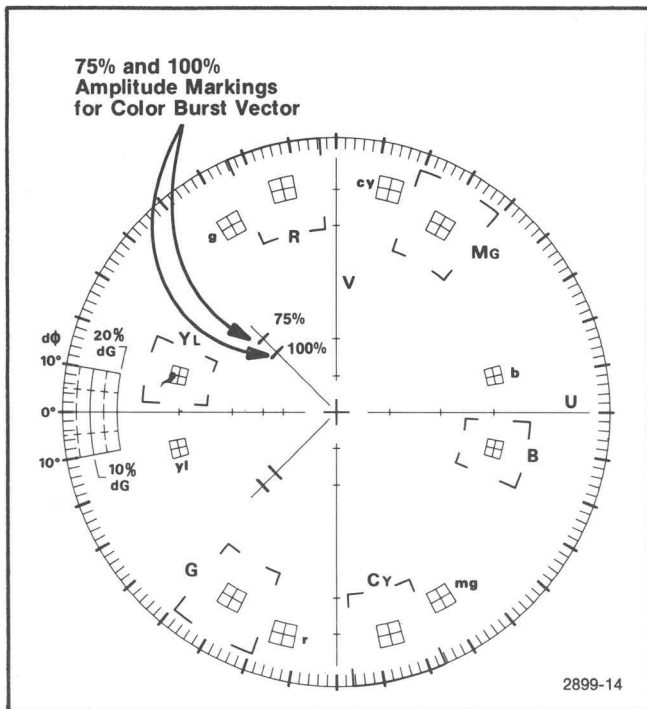 75% and 100%
Amplitude Markings
for Color Burst Vector
cy
g
R
MG
V
75%
100%
dϕ
20%
dG
YL
10°
b
U
0°
B
10°
10%
dG
yl
G
CY
mg
r
2899-14